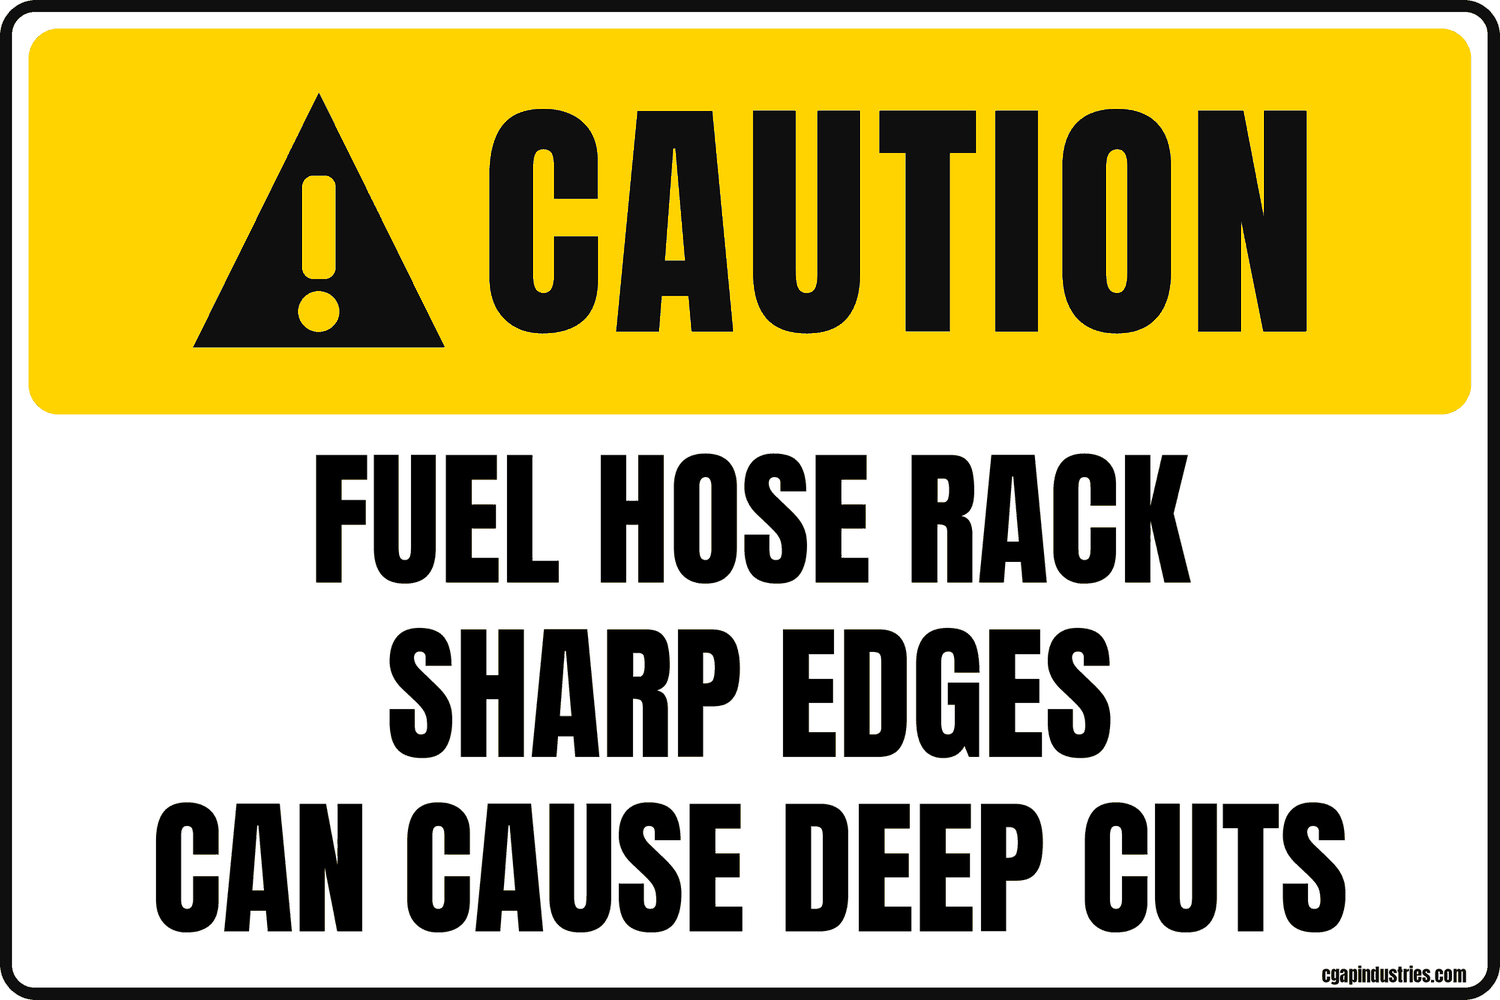 CAUTION
FUEL HOSE RACK
SHARP EDGES
CAN CAUSE DEEP CUTS
cgapindustries.com